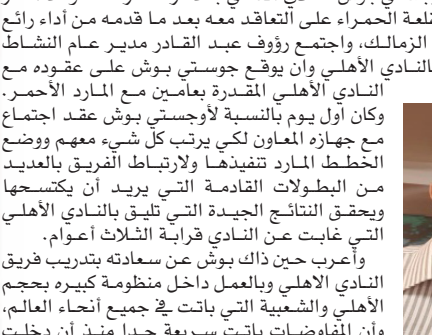 قلعة الحمراء على التعاقد معه بعد ما قدمه من أداء رائع
الزمالك، واجتمع رؤوف عبد القادر مدير عام النشاط
بالنادي الأهلي وان يوقع جوستي بوش على عقوده مع
النادي الأهلي المقدرة بعامين مع المارد الأحمر.
وكان اول يوم بالنسبة لأوجستي بوش عقد اجتماع
مع جهازه المعاون لكي يرتب كل شيء معهم ووضع
الخطط المارد تنفيذها ولارتباط الفريق بالعديد
من البطولات القادمة التي يريد أن يكتسحها
ويحقق النتائج الجيدة التي تليق بالنادي الأهلي
التي غابت عن النادي قرابة الثلاث أعوام.
وأعرب حين ذاك بوش عن سعادته بتدريب فريق
النادي الاهلي وبالعمل داخل منظومة كبيره بحجم
الأهلي والشعبية التي باتت في جميع أنحاء العالم،
وأن المفاوضات باتت سريعة جدا منذ أن دخلت